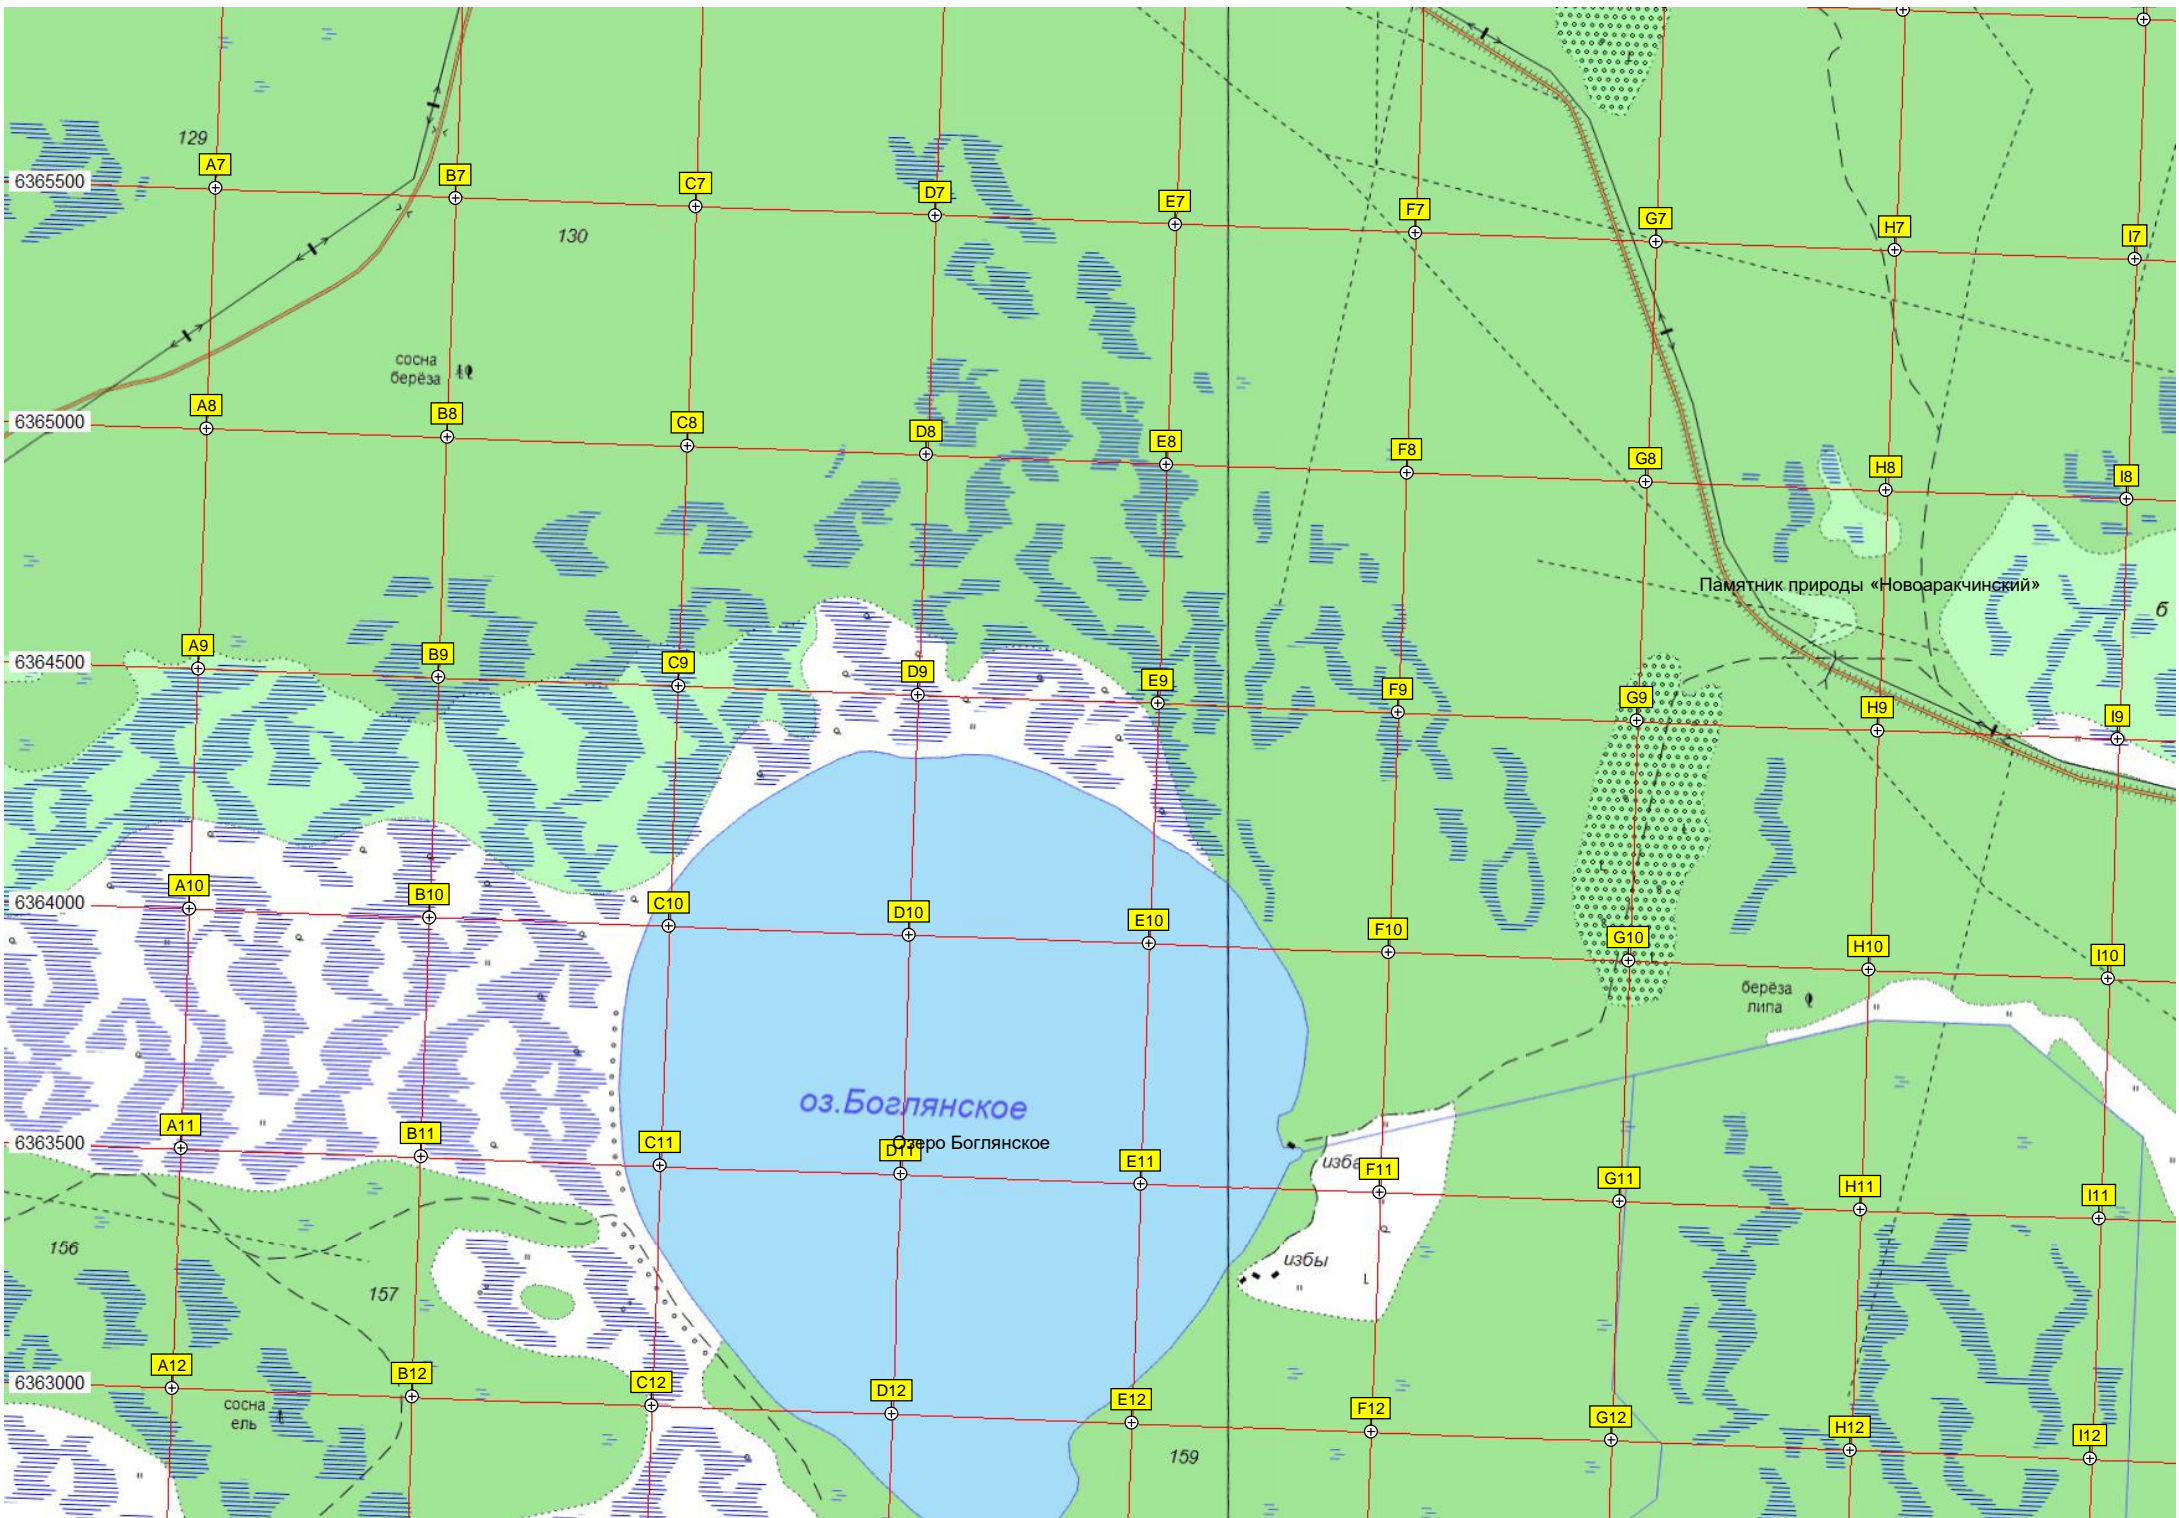 129
A7
B7
C7
D7
E7
F7
G7
H7
I7
6365500
130
сосна
берёза
A8
B8
C8
D8
E8
F8
G8
H8
I8
6365000
Памятник природы «Новоаракчинский»
б
A9
B9
C9
D9
E9
F9
G9
H9
I9
6364500
A10
B10
C10
D10
E10
F10
G10
H10
I10
6364000
берёза
липа
оз.Боглянское
Озеро Боглянское
A11
B11
C11
D11
E11
изба
F11
G11
H11
I11
6363500
156
157
избы
A12
B12
C12
D12
E12
F12
G12
H12
I12
6363000
сосна
ель
159